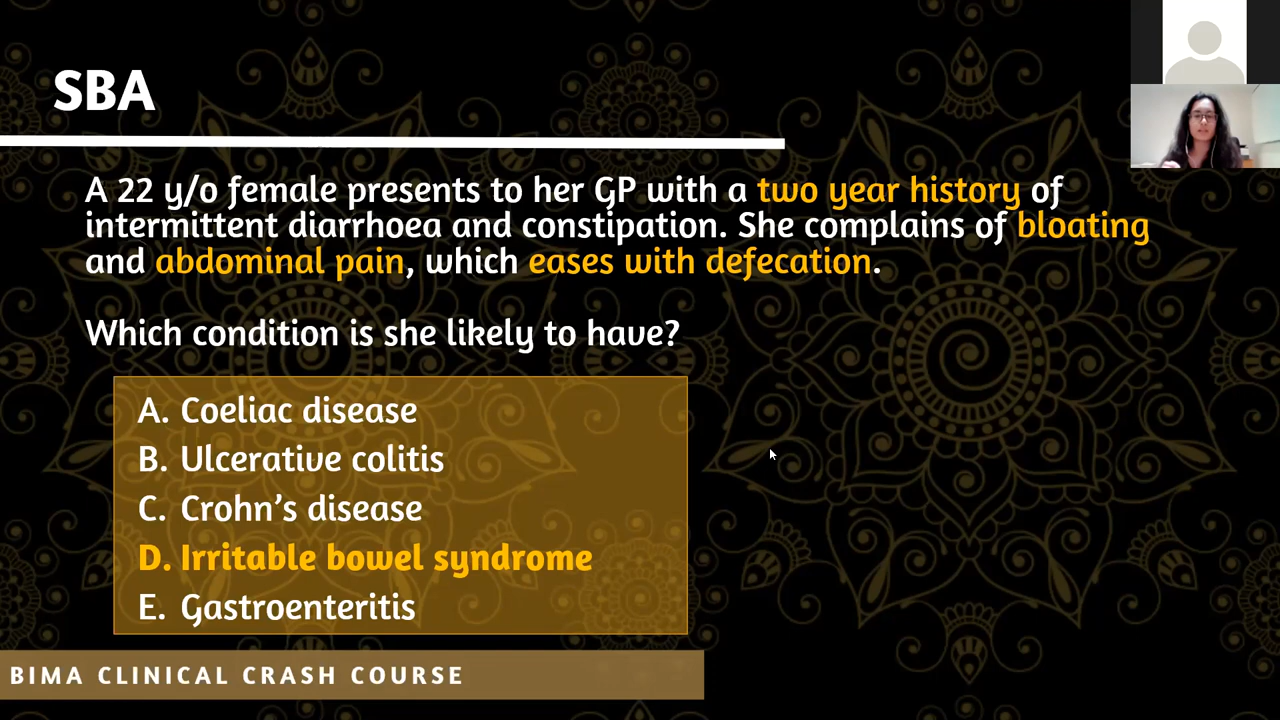 SBA
A 22 y/o female presents to her GP with a two year history of
intermittent diarrhoea and constipation. She complains of bloating
and abdominal pain, which eases with defecation.
Which condition is she likely to have?
A. Coeliac disease
B. Ulcerative colitis
C. Crohn's disease
D. Irritable bowel syndrome
E. Gastroenteritis
BIMA CLINICAL CRASH COURSE